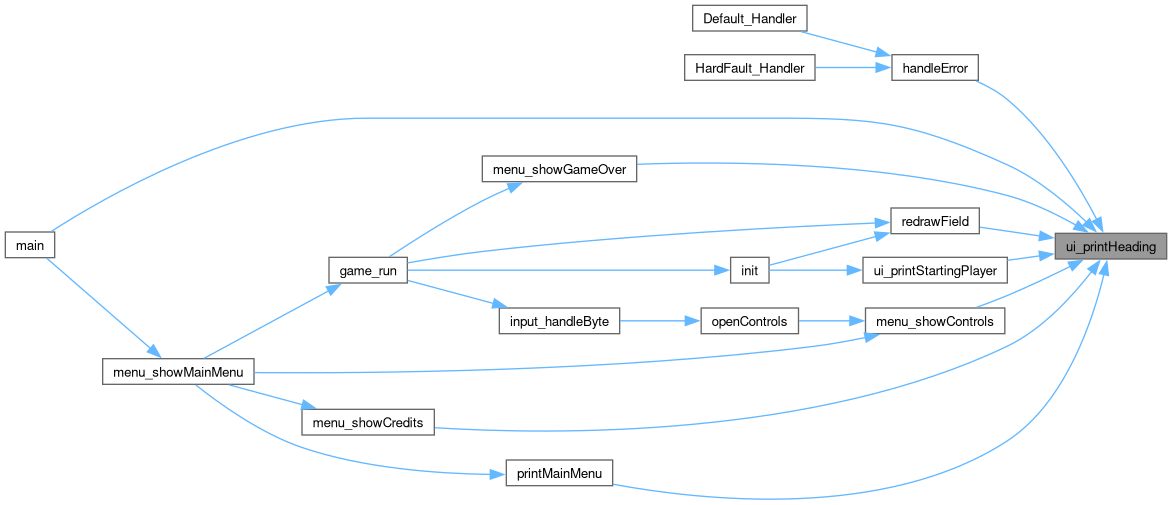 Default_Handler
HardFault_Handler
handleError
menu_showGameOver
redrawField
main
ui_printHeading
game_run
init
ui_printStartingPlayer
input_handleByte
openControls
menu_showControls
menu_showMainMenu
menu_showCredits
printMainMenu